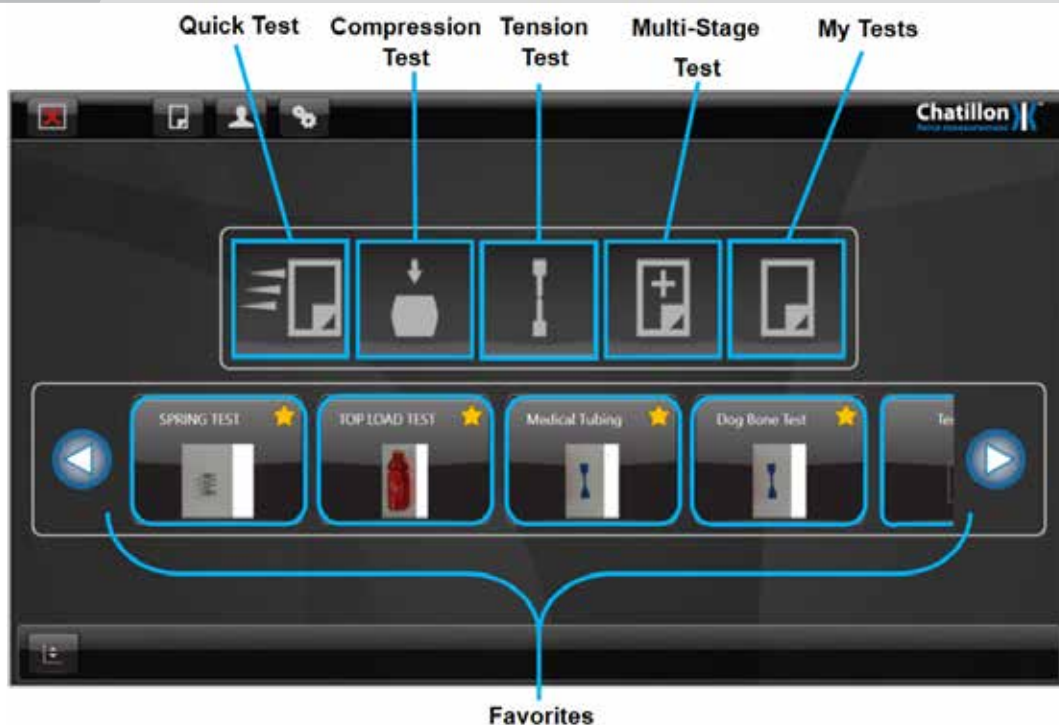 Quick Test
Compression
Test
Tension
Test
Multi-Stage
Test
My Tests
Chatillon
SPRING TEST
TOP LOAD TEST
Medical Tubing
Dog Bone Test
Favorites